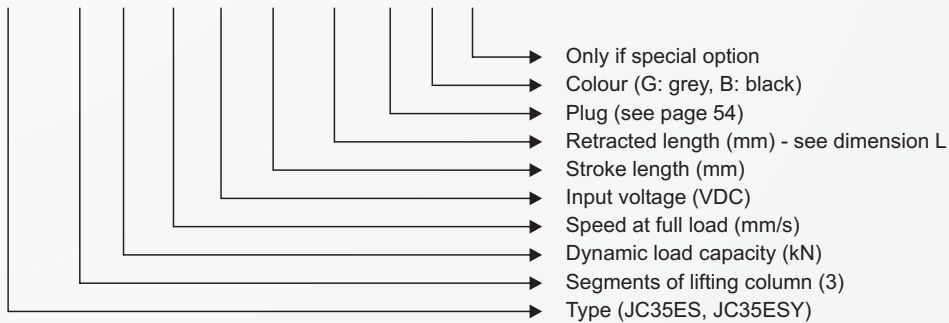 Only if special option
Colour (G: grey, B: black)
Plug (see page 54)
Retracted length (mm) - see dimension L
Stroke length (mm)
Input voltage (VDC)
Speed at full load (mm/s)
Dynamic load capacity (kN)
Segments of lifting column (3)
Type (JC35ES, JC35ESY)